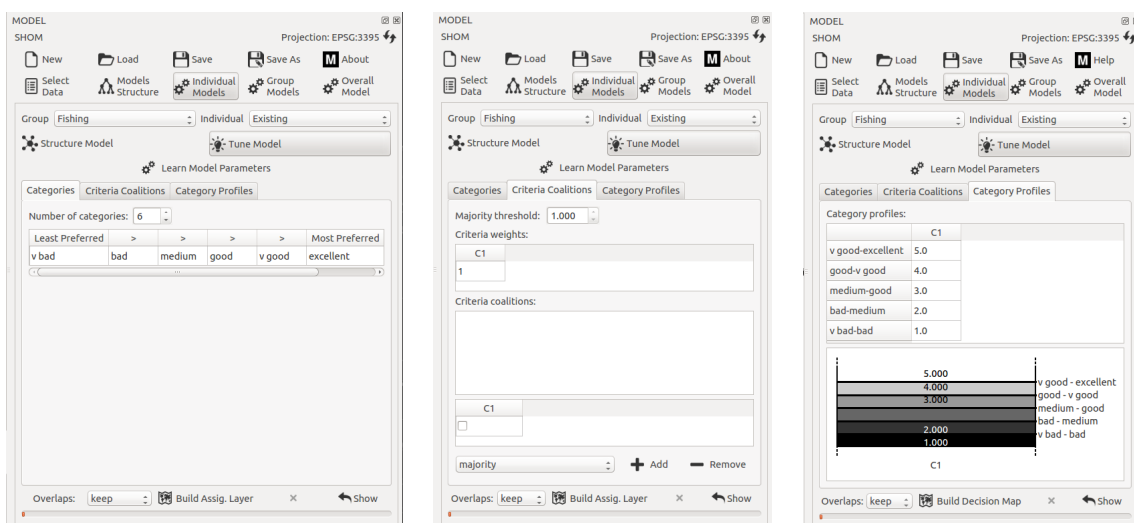 MODEL
SHOM Projection: EPSG:3395
New Load Save Save As M About
Select Data Models Structure Individual Models Group Models Overall Model
Group Fishing Individual Existing
Structure Model Tune Model
Learn Model Parameters
Categories Criteria Coalitions Category Profiles
Number of categories: 6
Least Preferred > > > > Most Preferred
v bad bad medium good v good excellent
Overlaps: keep Build Assig. Layer × Show
MODEL
SHOM Projection: EPSG:3395
New Load Save Save As M About
Select Data Models Structure Individual Models Group Models Overall Model
Group Fishing Individual Existing
Structure Model Tune Model
Learn Model Parameters
Categories Criteria Coalitions Category Profiles
Majority threshold: 1.000
Criteria weights:
C1
1
Criteria coalitions:
C1
majority Add Remove
Overlaps: keep Build Assig. Layer × Show
MODEL
SHOM Projection: EPSG:3395
New Load Save Save As M Help
Select Data Models Structure Individual Models Group Models Overall Model
Group Fishing Individual Existing
Structure Model Tune Model
Learn Model Parameters
Categories Criteria Coalitions Category Profiles
Category profiles:
C1
v good-excellent 5.0
good-v good 4.0
medium-good 3.0
bad-medium 2.0
v bad-bad 1.0
5.000
4.000 v good - excellent
3.000 good - v good
medium - good
bad - medium
2.000 v bad - bad
1.000
C1
Overlaps: keep Build Decision Map × Show